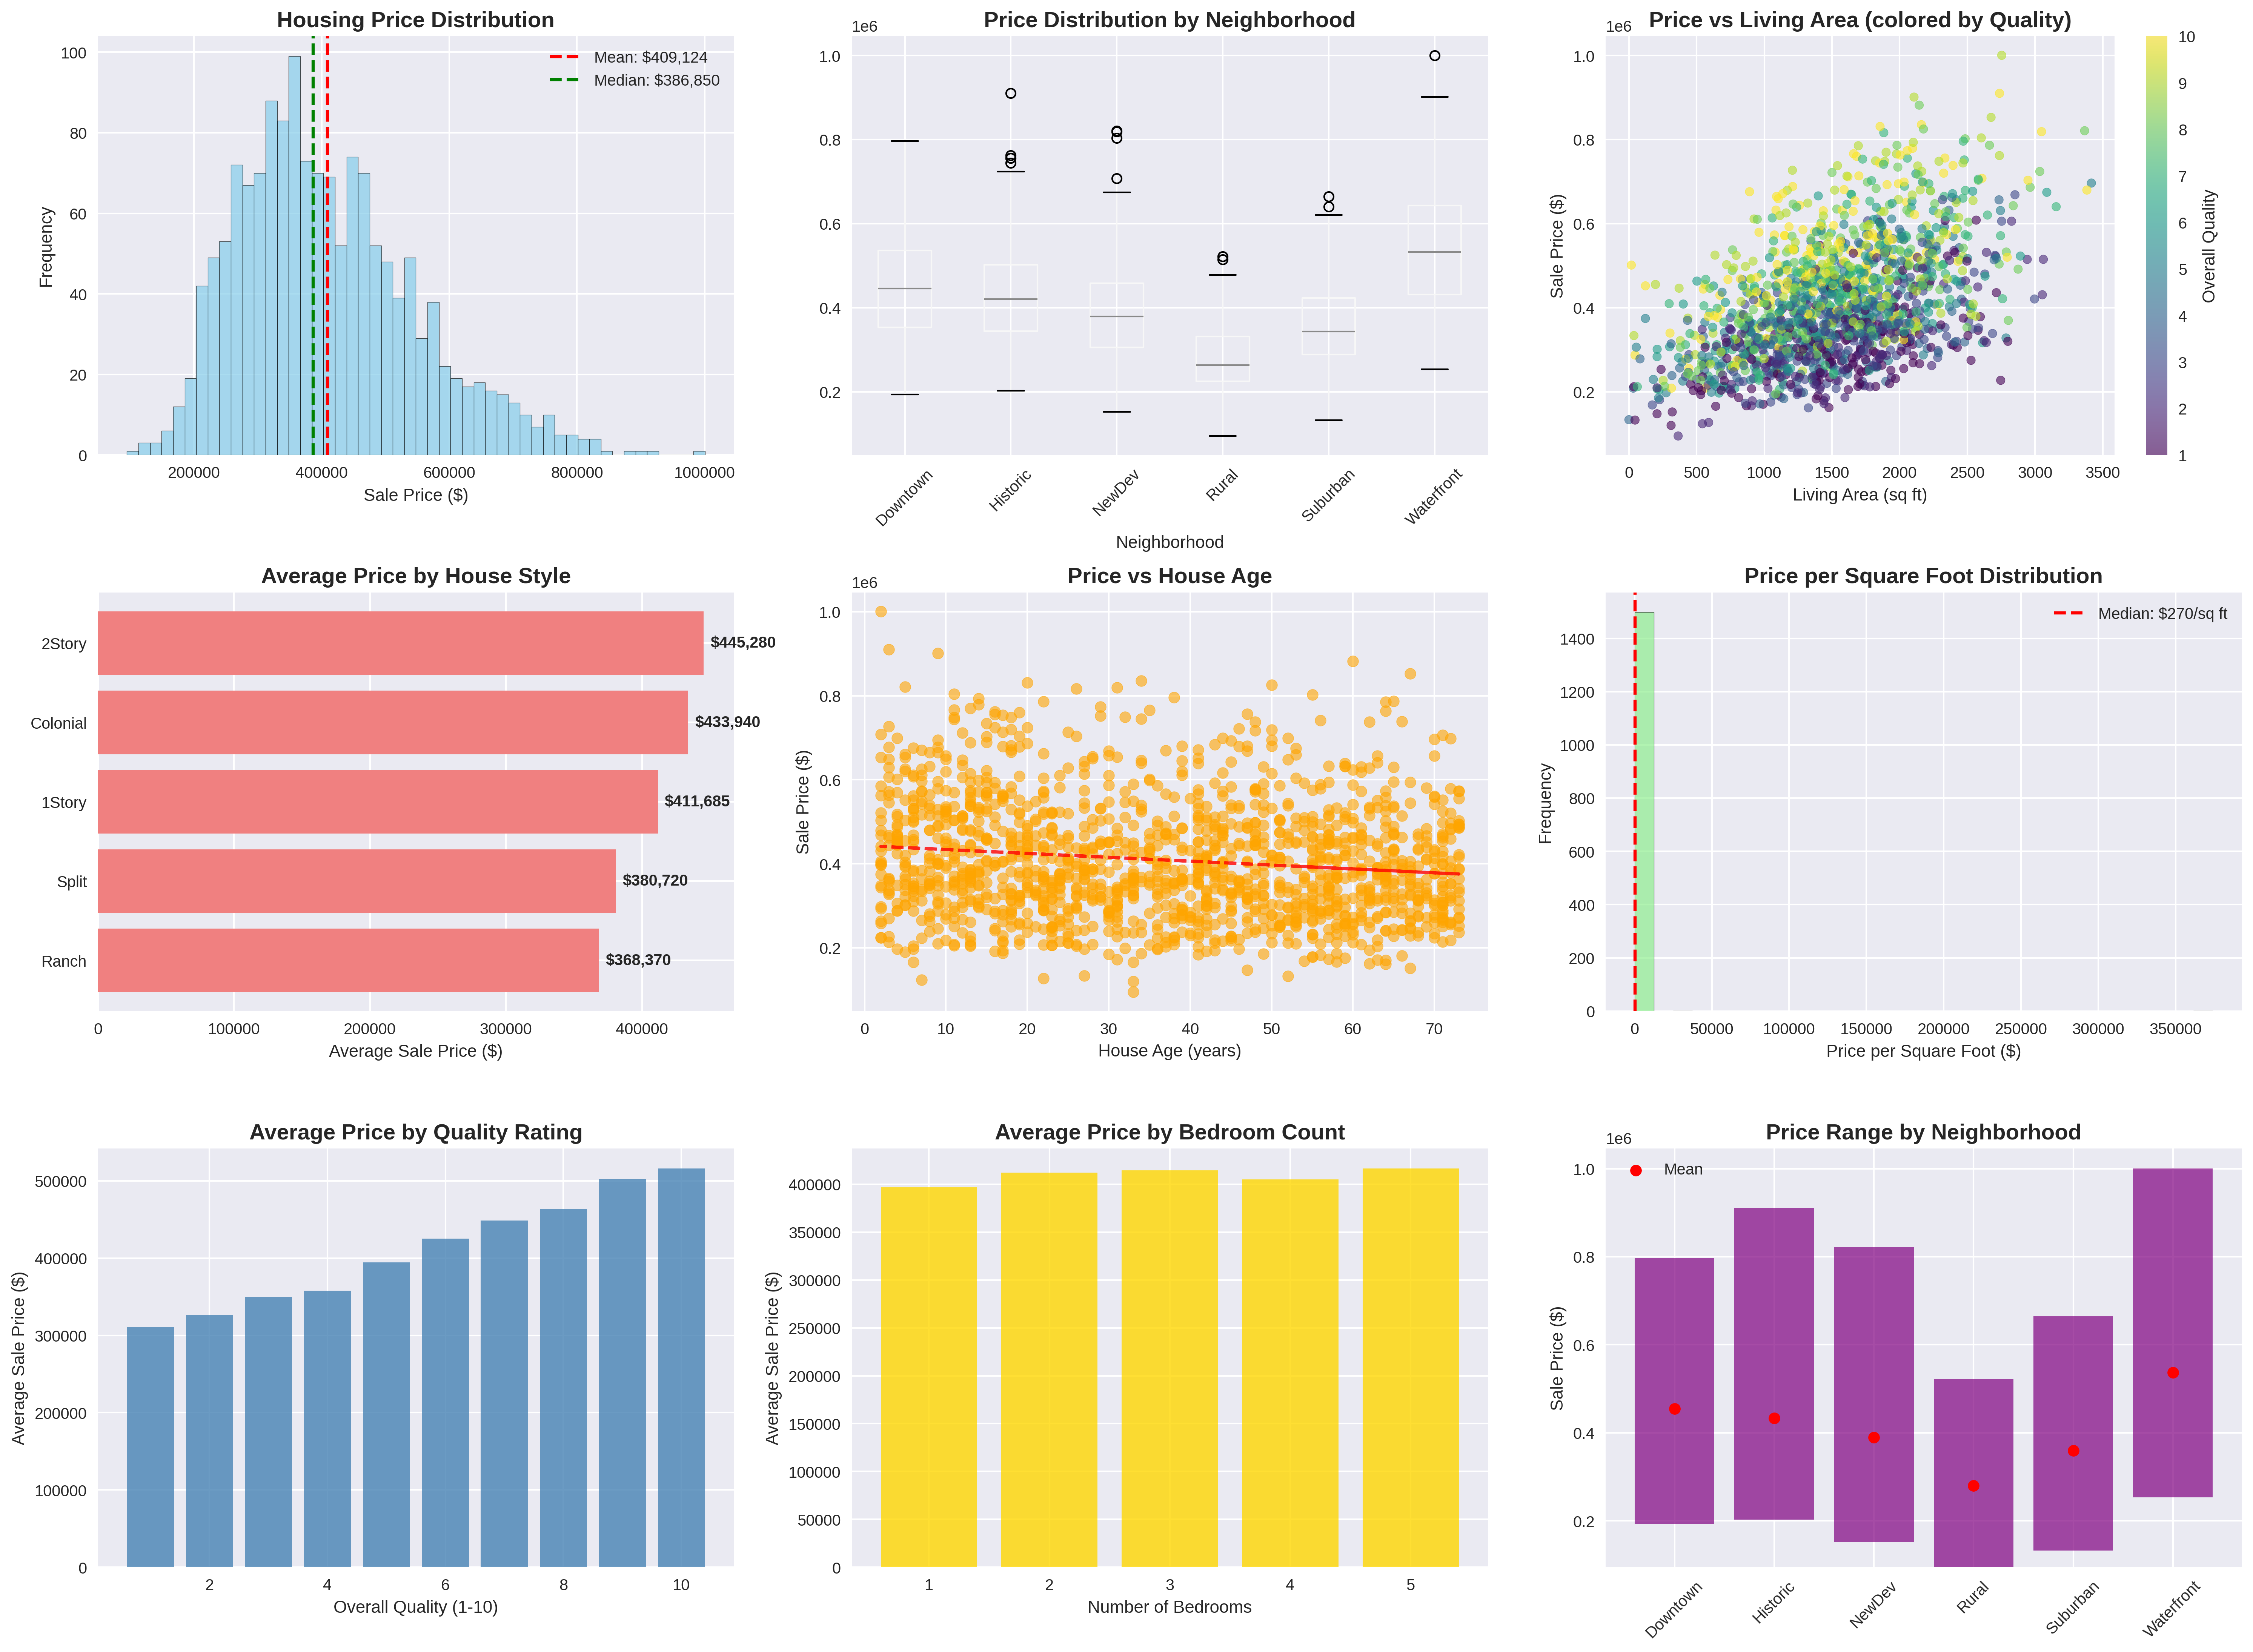 Housing Price Distribution
Mean: $409,124
Median: $386,850
100
80
60
40
20
0
Frequency
200000 400000 600000 800000 1000000
Sale Price ($)
Price Distribution by Neighborhood
1e6
1.0
0.8
0.6
0.4
0.2
Downtown Historic NewDev Rural Suburban Waterfront
Neighborhood
Price vs Living Area (colored by Quality)
1e6
1.0
0.8
0.6
0.4
0.2
Sale Price ($)
0 500 1000 1500 2000 2500 3000 3500
Living Area (sq ft)
10
9
8
7
6
5
4
3
2
1
Overall Quality
Average Price by House Style
2Story $445,280
Colonial $433,940
1Story $411,685
Split $380,720
Ranch $368,370
0 100000 200000 300000 400000
Average Sale Price ($)
Price vs House Age
1e6
1.0
0.8
0.6
0.4
0.2
Sale Price ($)
0 10 20 30 40 50 60 70
House Age (years)
Price per Square Foot Distribution
Median: $270/sq ft
1400
1200
1000
800
600
400
200
0
Frequency
0 50000 100000 150000 200000 250000 300000 350000
Price per Square Foot ($)
Average Price by Quality Rating
500000
400000
300000
200000
100000
0
Average Sale Price ($)
2 4 6 8 10
Overall Quality (1-10)
Average Price by Bedroom Count
400000
350000
300000
250000
200000
150000
100000
50000
0
Average Sale Price ($)
1 2 3 4 5
Number of Bedrooms
Price Range by Neighborhood
1e6
Mean
1.0
0.8
0.6
0.4
0.2
Sale Price ($)
Downtown Historic NewDev Rural Suburban Waterfront